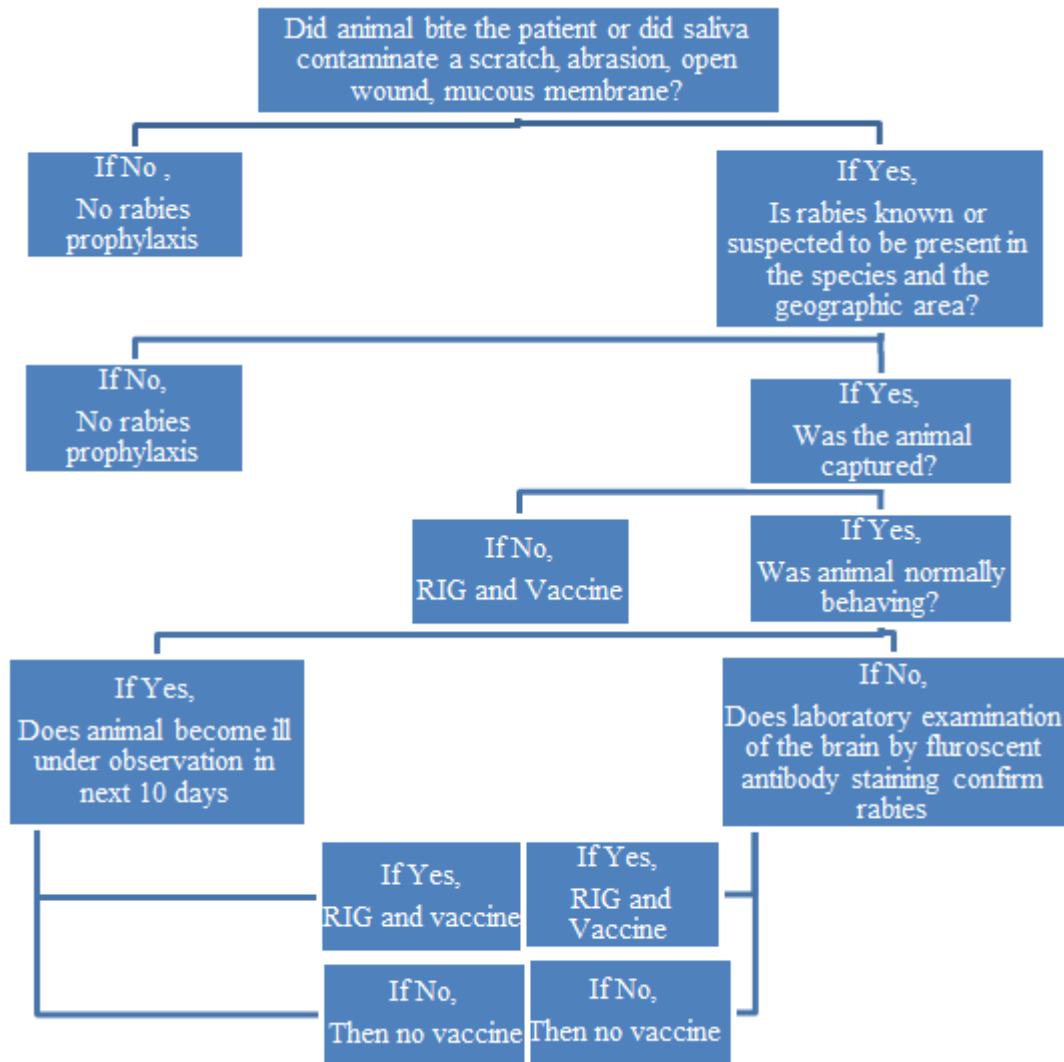 Did animal bite the patient or did saliva
contaminate a scratch, abrasion, open
wound, mucous membrane?
If No ,
No rabies
prophylaxis
If Yes,
Is rabies known or
suspected to be present in
the species and the
geographic area?
If No,
No rabies
prophylaxis
If Yes,
Was the animal
captured?
If No,
RIG and Vaccine
If Yes,
Was animal normally
behaving?
If Yes,
Does animal become ill
under observation in
next 10 days
If No,
Does laboratory examination
of the brain by fluroscent
antibody staining confirm
rabies
If Yes,
RIG and vaccine
If Yes,
RIG and
Vaccine
If No,
Then no vaccine
If No,
Then no vaccine